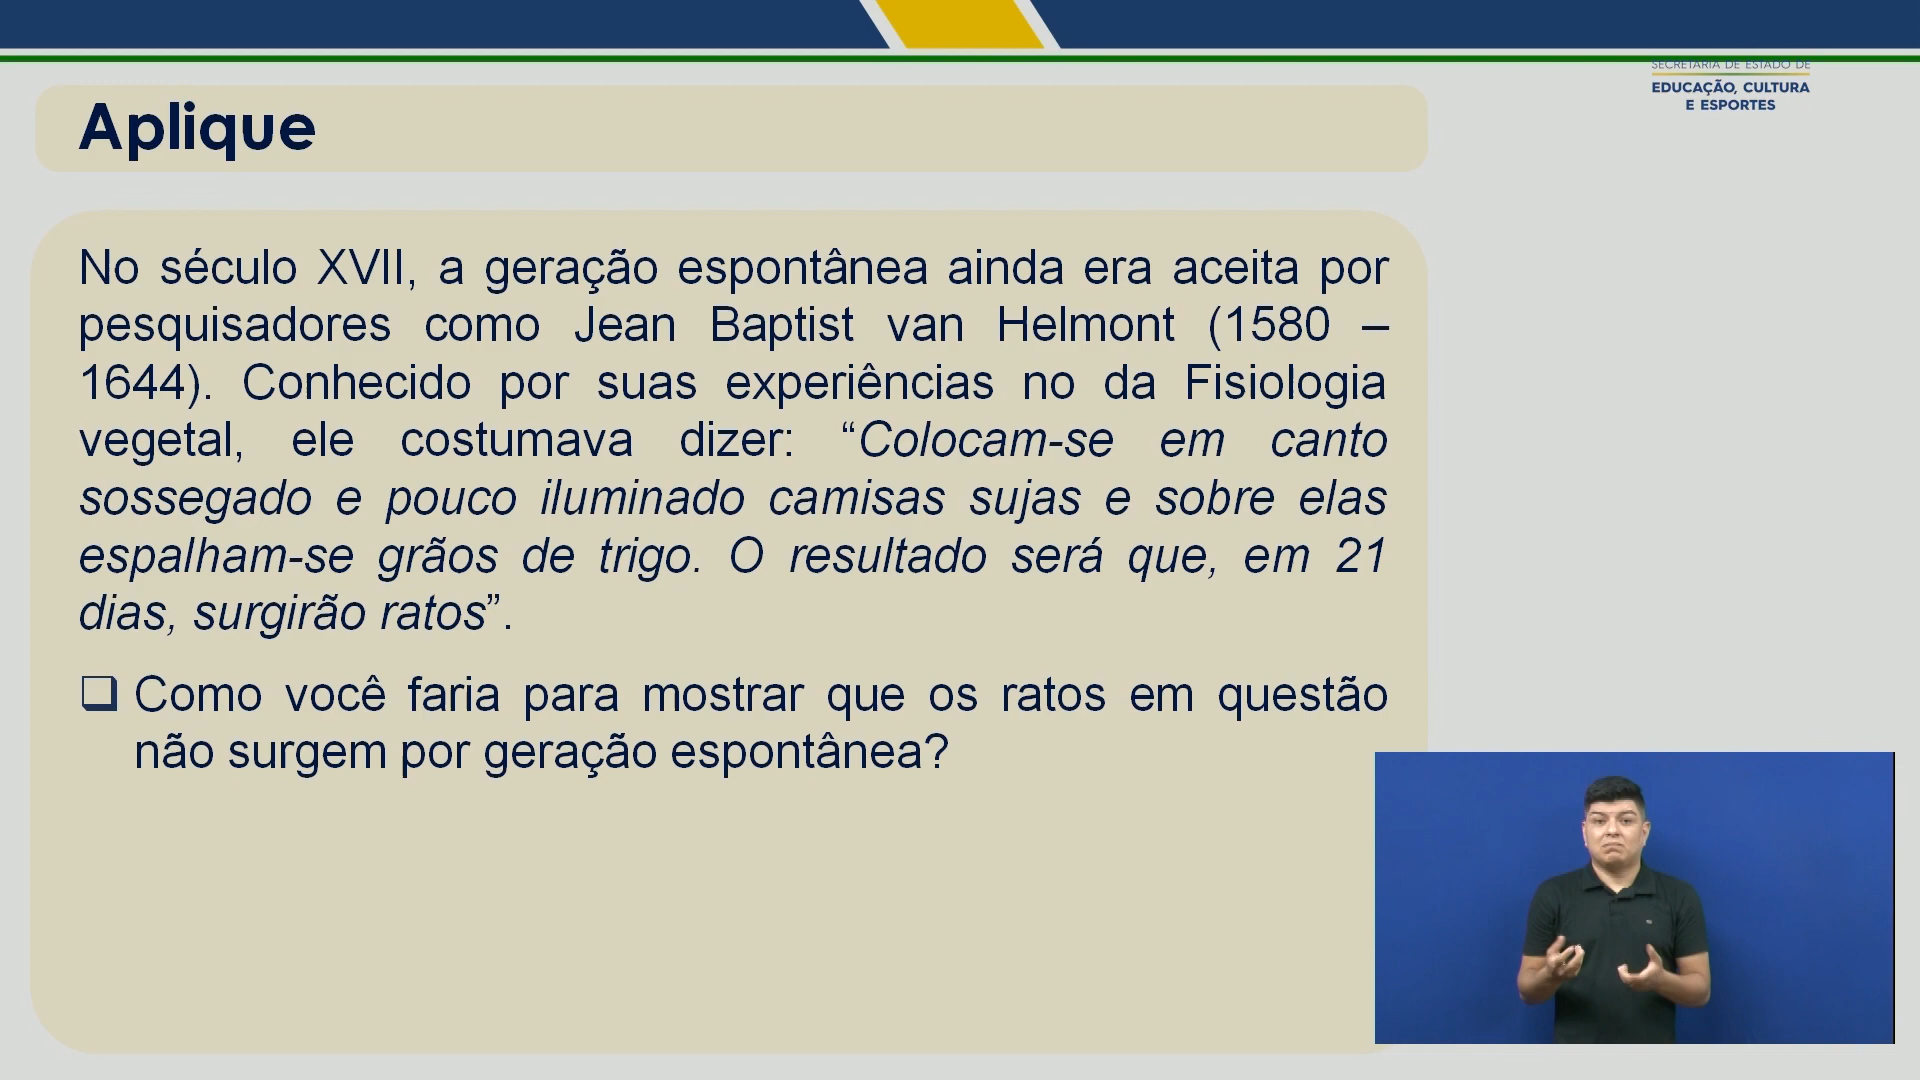 SECRETARIA DE ESTADO DE
EDUCAÇÃO, CULTURA
E ESPORTES
Aplique
No século XVII, a geração espontânea ainda era aceita por
pesquisadores como Jean Baptist van Helmont (1580 –
1644). Conhecido por suas experiências no da Fisiologia
vegetal, ele costumava dizer: “Colocam-se em canto
sossegado e pouco iluminado camisas sujas e sobre elas
espalham-se grãos de trigo. O resultado será que, em 21
dias, surgirão ratos”.
❑ Como você faria para mostrar que os ratos em questão
não surgem por geração espontânea?